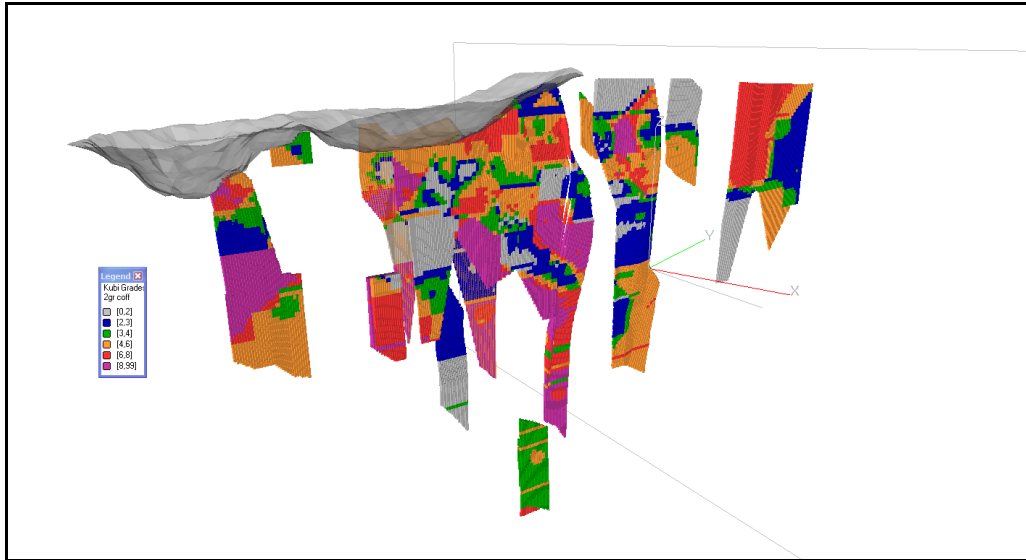 Legend
Kubi Grades
2gr coff
[0,2]
[2,3]
[3,4]
[4,6]
[6,8]
[8,99]
Z
Y
X